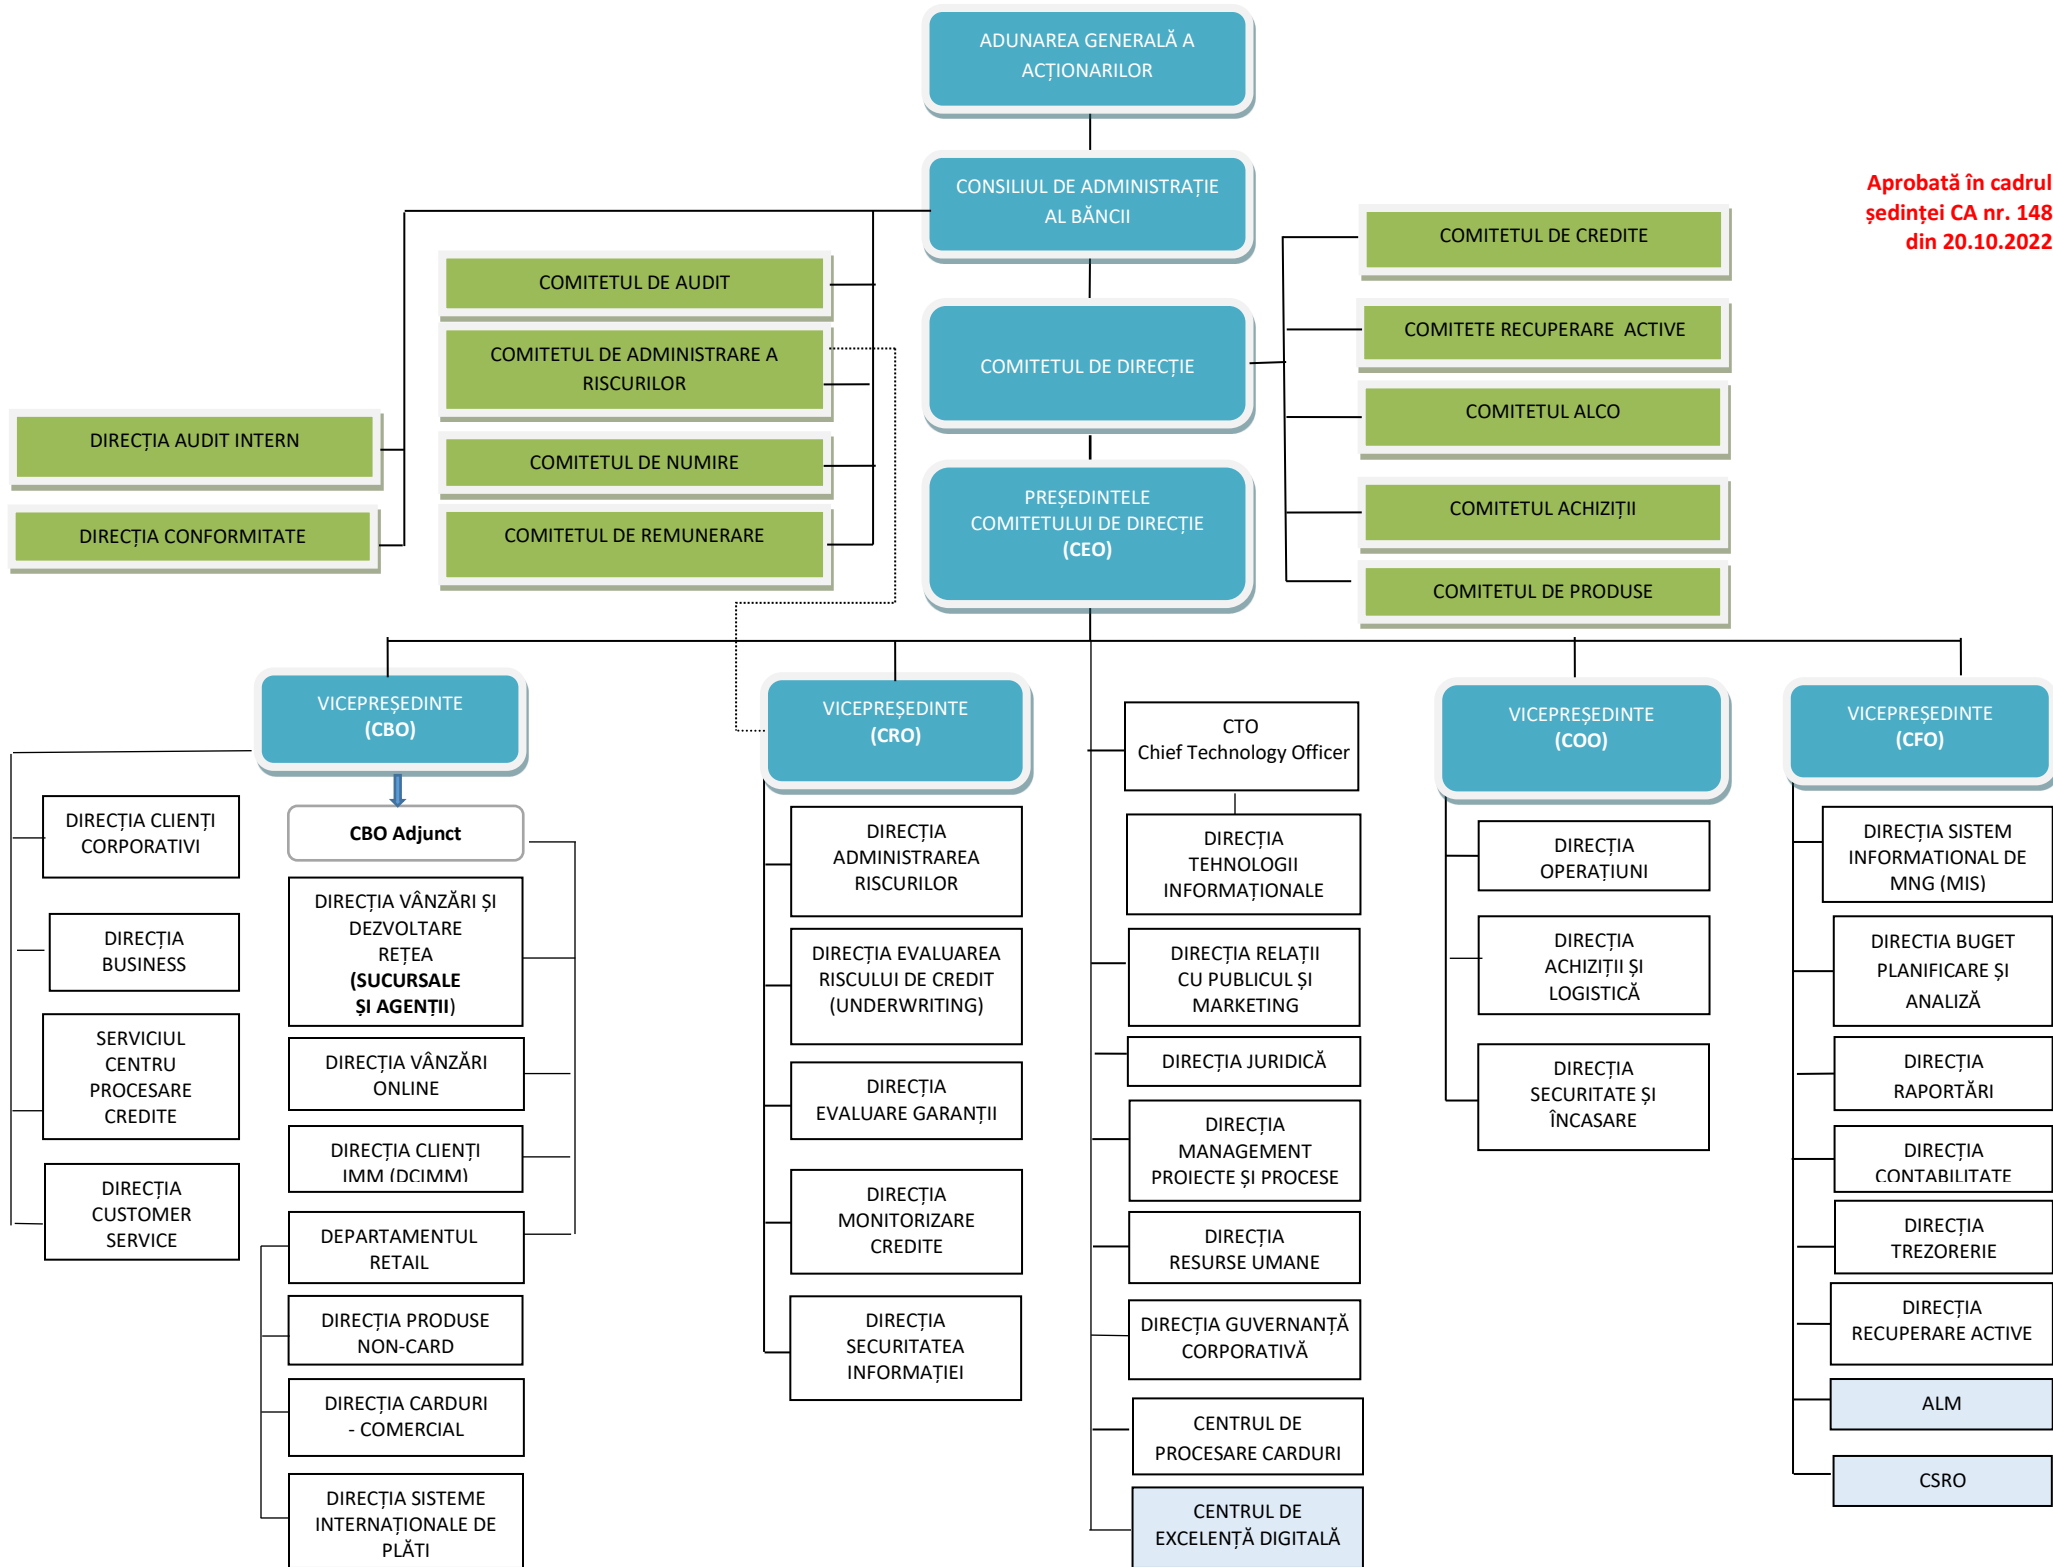 ADUNAREA GENERALĂ A
ACȚIONARILOR
CONSILIUL DE ADMINISTRAȚIE
AL BĂNCII
Aprobată în cadrul
ședinței CA nr. 148
din 20.10.2022
COMITETUL DE AUDIT
COMITETUL DE ADMINISTRARE A
RISCURILOR
COMITETUL DE NUMIRE
COMITETUL DE REMUNERARE
DIRECȚIA AUDIT INTERN
DIRECȚIA CONFORMITATE
COMITETUL DE DIRECȚIE
COMITETUL DE CREDITE
COMITETE RECUPERARE ACTIVE
COMITETUL ALCO
COMITETUL ACHIZIȚII
COMITETUL DE PRODUSE
PREȘEDINTELE
COMITETULUI DE DIRECȚIE
(CEO)
VICEPREȘEDINTE
(CBO)
DIRECȚIA CLIENȚI
CORPORATIVI
DIRECȚIA
BUSINESS
SERVICIUL
CENTRU
PROCESARE
CREDITE
DIRECȚIA
CUSTOMER
SERVICE
CBO Adjunct
DIRECȚIA VÂNZĂRI ȘI
DEZVOLTARE
REȚEA
(SUCURSALE
ȘI AGENȚII)
DIRECȚIA VÂNZĂRI
ONLINE
DIRECȚIA CLIENȚI
IMM (DCIMM)
DEPARTAMENTUL
RETAIL
DIRECȚIA PRODUSE
NON-CARD
DIRECȚIA CARDURI
- COMERCIAL
DIRECȚIA SISTEME
INTERNAȚIONALE DE
PLĂTI
VICEPREȘEDINTE
(CRO)
DIRECȚIA
ADMINISTRAREA
RISCURILOR
DIRECȚIA EVALUAREA
RISCULUI DE CREDIT
(UNDERWRITING)
DIRECȚIA
EVALUARE GARANȚII
DIRECȚIA
MONITORIZARE
CREDITE
DIRECȚIA
SECURITATEA
INFORMAȚIEI
CTO
Chief Technology Officer
DIRECȚIA
TEHNOLOGII
INFORMAȚIONALE
DIRECȚIA RELAȚII
CU PUBLICUL ȘI
MARKETING
DIRECȚIA JURIDICĂ
DIRECȚIA
MANAGEMENT
PROIECTE ȘI PROCESE
DIRECȚIA
RESURSE UMANE
DIRECȚIA GUVERNANȚĂ
CORPORATIVĂ
CENTRUL DE
PROCESARE CARDURI
CENTRUL DE
EXCELENȚĂ DIGITALĂ
VICEPREȘEDINTE
(COO)
DIRECȚIA
OPERAȚIUNI
DIRECȚIA
ACHIZIȚII ȘI
LOGISTICĂ
DIRECȚIA
SECURITATE ȘI
ÎNCASARE
VICEPREȘEDINTE
(CFO)
DIRECȚIA SISTEM
INFORMATIONAL DE
MNG (MIS)
DIRECTIA BUGET
PLANIFICARE ȘI
ANALIZĂ
DIRECȚIA
RAPORTĂRI
DIRECȚIA
CONTABILITATE
DIRECȚIA
TREZORERIE
DIRECȚIA
RECUPERARE ACTIVE
ALM
CSRO